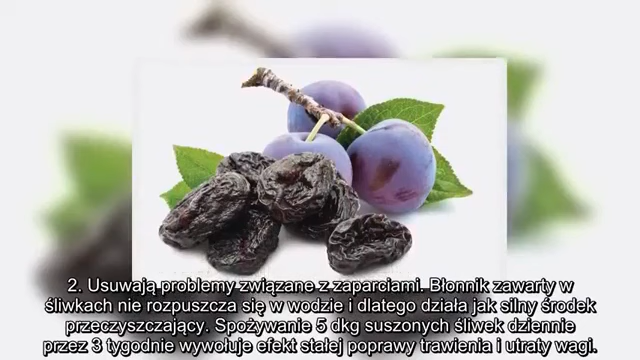 2. Usuwają problemy związane z zaparciami. Błonnik zawarty w
śliwkach nie rozpuszcza się w wodzie i dlatego działa jak silny środek
przeczyszczający. Spożywanie 5 dkg suszonych śliwek dziennie
przez 3 tygodnie wywołuje efekt stałej poprawy trawienia i utraty wagi.